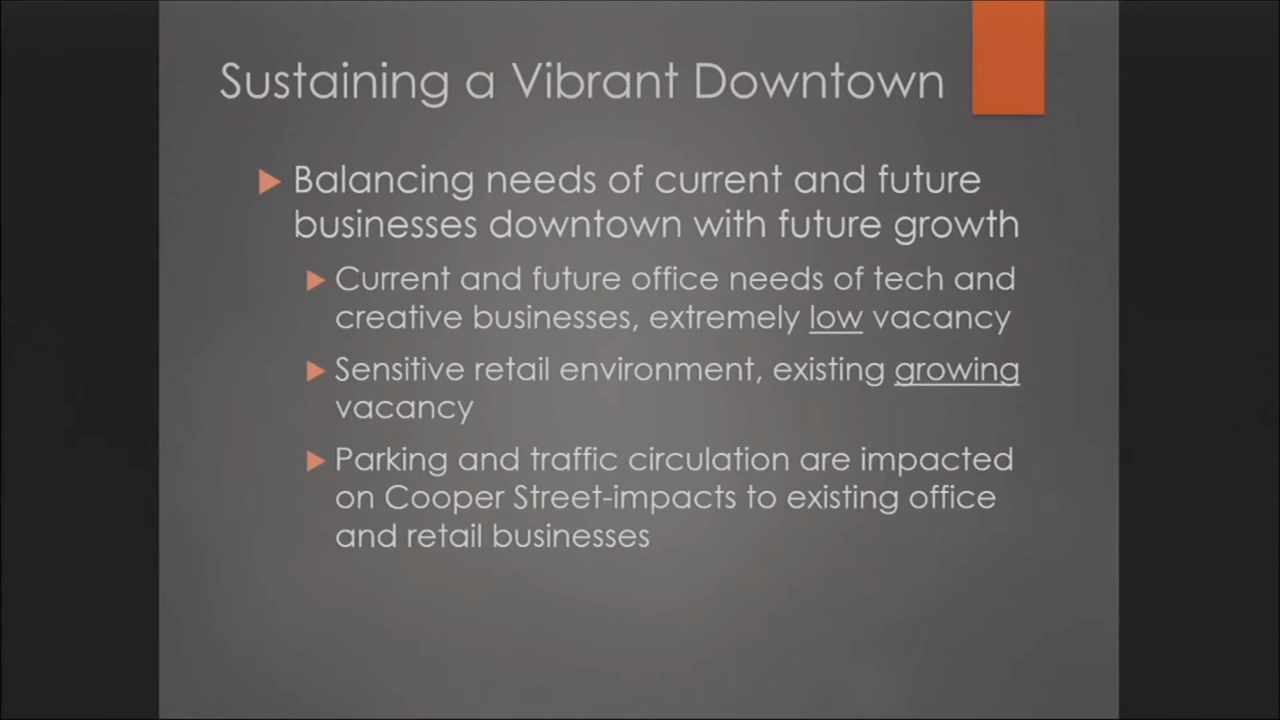 Sustaining a Vibrant Downtown
Balancing needs of current and future
businesses downtown with future growth
Current and future office needs of tech and
creative businesses, extremely low vacancy
Sensitive retail environment, existing growing
vacancy
Parking and traffic circulation are impacted
on Cooper Street-impacts to existing office
and retail businesses